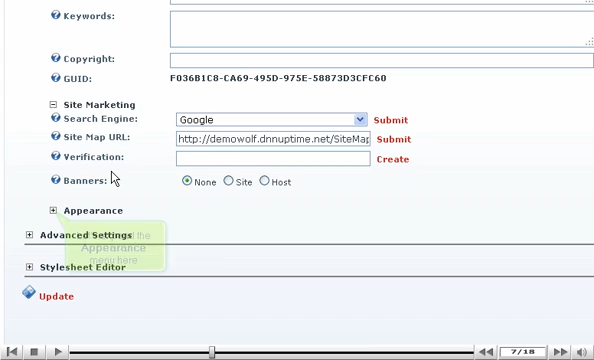 Keywords:
Copyright:
GUID: F036B1C8-CA69-495D-975E-58873D3CFC60
Site Marketing
Search Engine: Google Submit
Site Map URL: http://demowolf.dnnuptime.net/SiteMap Submit
Verification: Create
Banners: None Site Host
Appearance
Advanced Settings
the
Appearance
menu here
Stylesheet Editor
Update
7/18